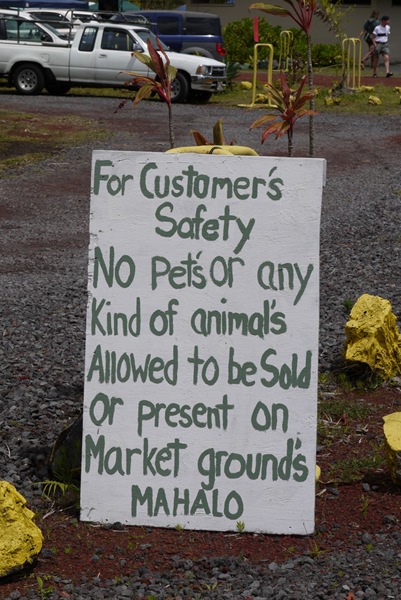 For Customer's
Safety
No Pet's Or any
Kind of animal's
Allowed to be Sold
Or present on
Market ground's
MAHALO